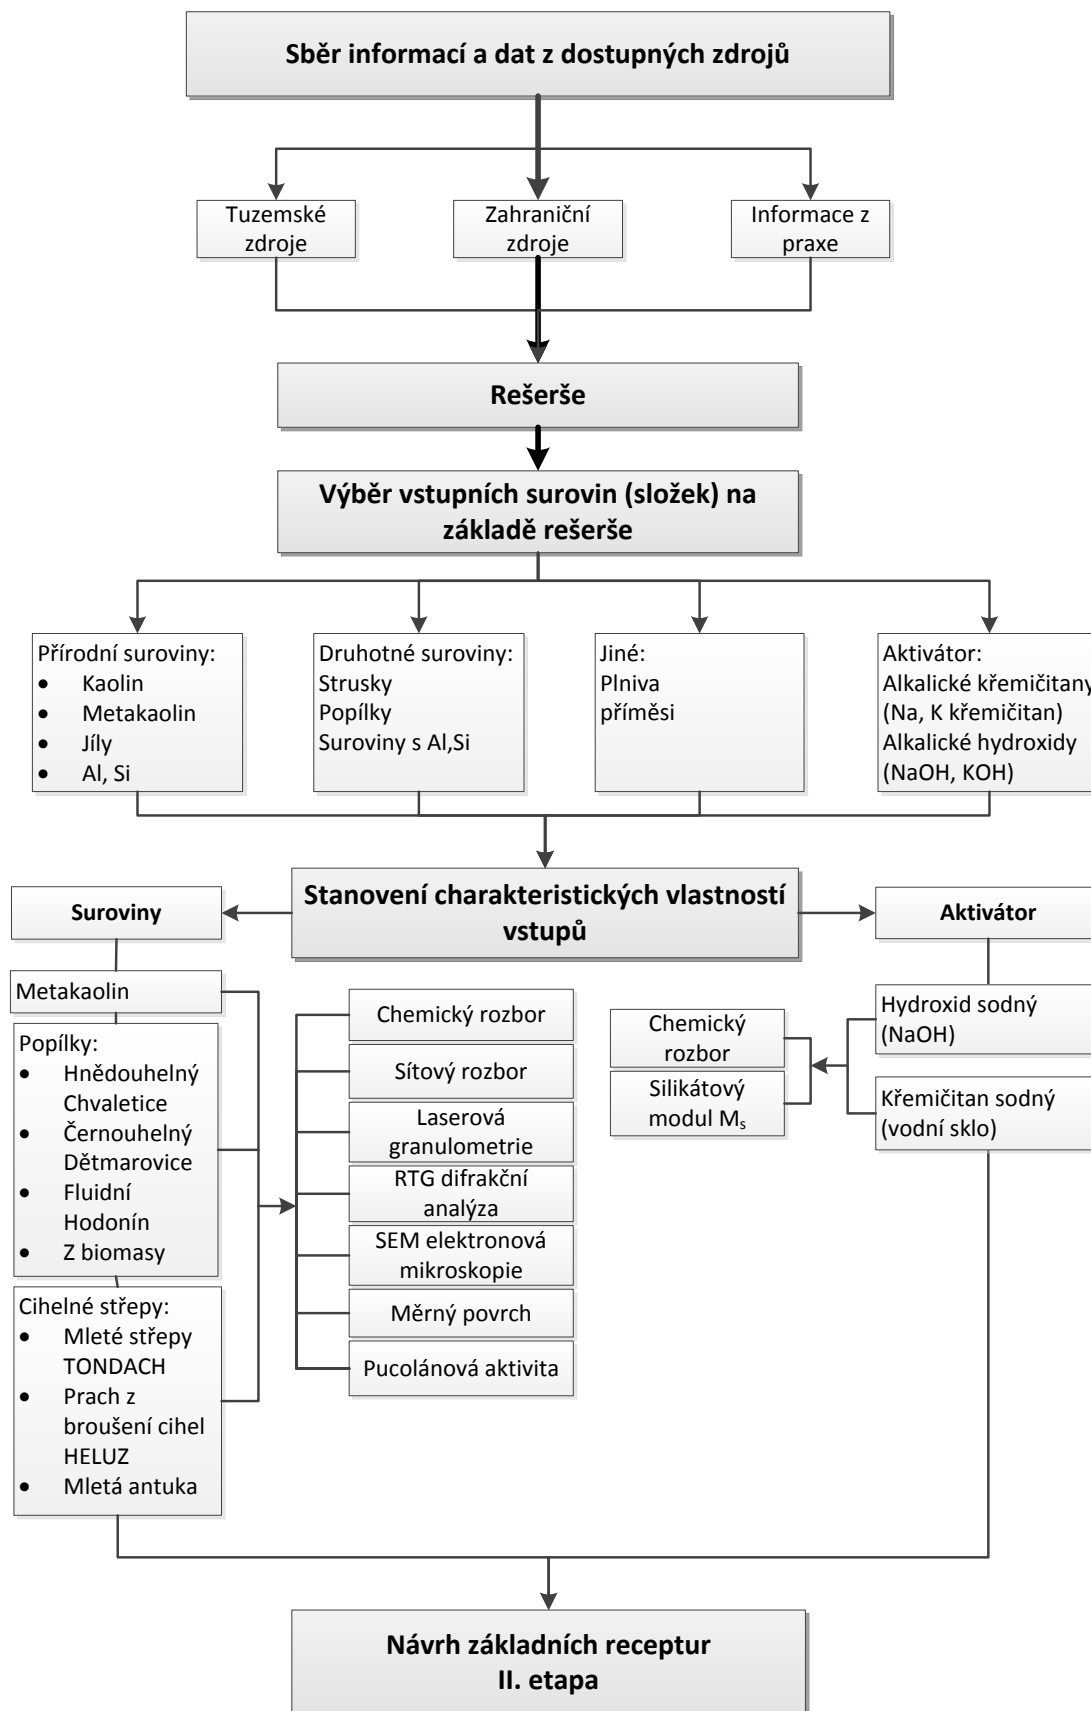 Sběr informací a dat z dostupných zdrojů
Tuzemské
zdroje
Zahraniční
zdroje
Informace z
praxe
Rešerše
Výběr vstupních surovin (složek) na
základě rešerše
Přírodní suroviny:
• Kaolin
• Metakaolin
• Jíly
• Al, Si
Druhotné suroviny:
Strusky
Popílky
Suroviny s Al,Si
Jiné:
Plniva
příměsi
Aktivátor:
Alkalické křemičitany
(Na, K křemičitan)
Alkalické hydroxidy
(NaOH, KOH)
Stanovení charakteristických vlastností
vstupů
Suroviny
Aktivátor
Metakaolin
Popílky:
• Hnědouhelný
Chvaletice
• Černouhelný
Dětmarovice
• Fluidní
Hodonín
• Z biomasy
Cihelné střepy:
• Mleté střepy
TONDACH
• Prach z
broušení cihel
HELUZ
• Mletá antuka
Chemický rozbor
Sítový rozbor
Laserová
granulometrie
RTG difrakční
analýza
SEM elektronová
mikroskopie
Měrný povrch
Pucolánová aktivita
Chemický
rozbor
Silikátový
modul Ms
Hydroxid sodný
(NaOH)
Křemičitan sodný
(vodní sklo)
Návrh základních receptur
II. etapa